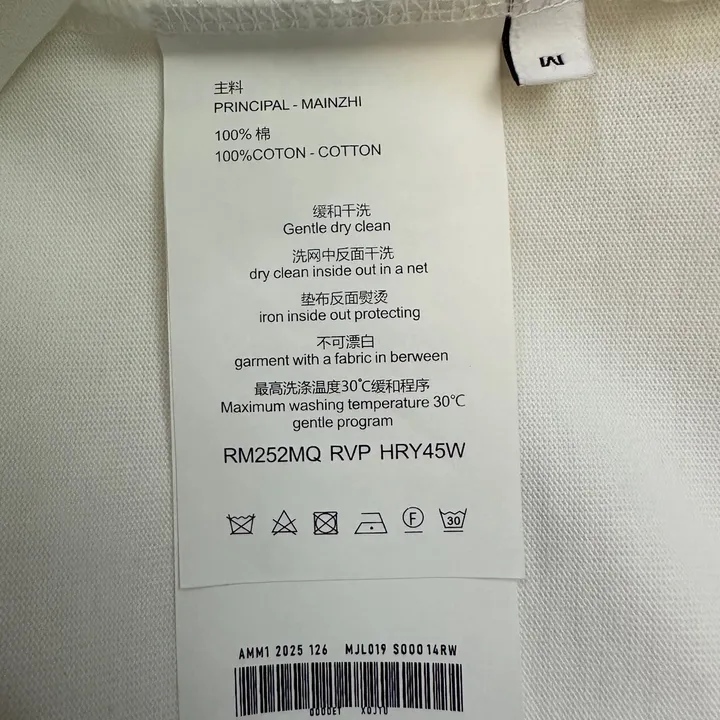 M
主料
PRINCIPAL - MAINZHI
100% 棉
100%COTON - COTTON
缓和干洗
Gentle dry clean
洗网中反面干洗
dry clean inside out in a net
垫布反面熨烫
iron inside out protecting
不可漂白
garment with a fabric in berween
最高洗涤温度30℃缓和程序
Maximum washing temperature 30℃
gentle program
RM252MQ RVP HRY45W
F
30
AMM1 2025 126 MJL019 S000 14RW